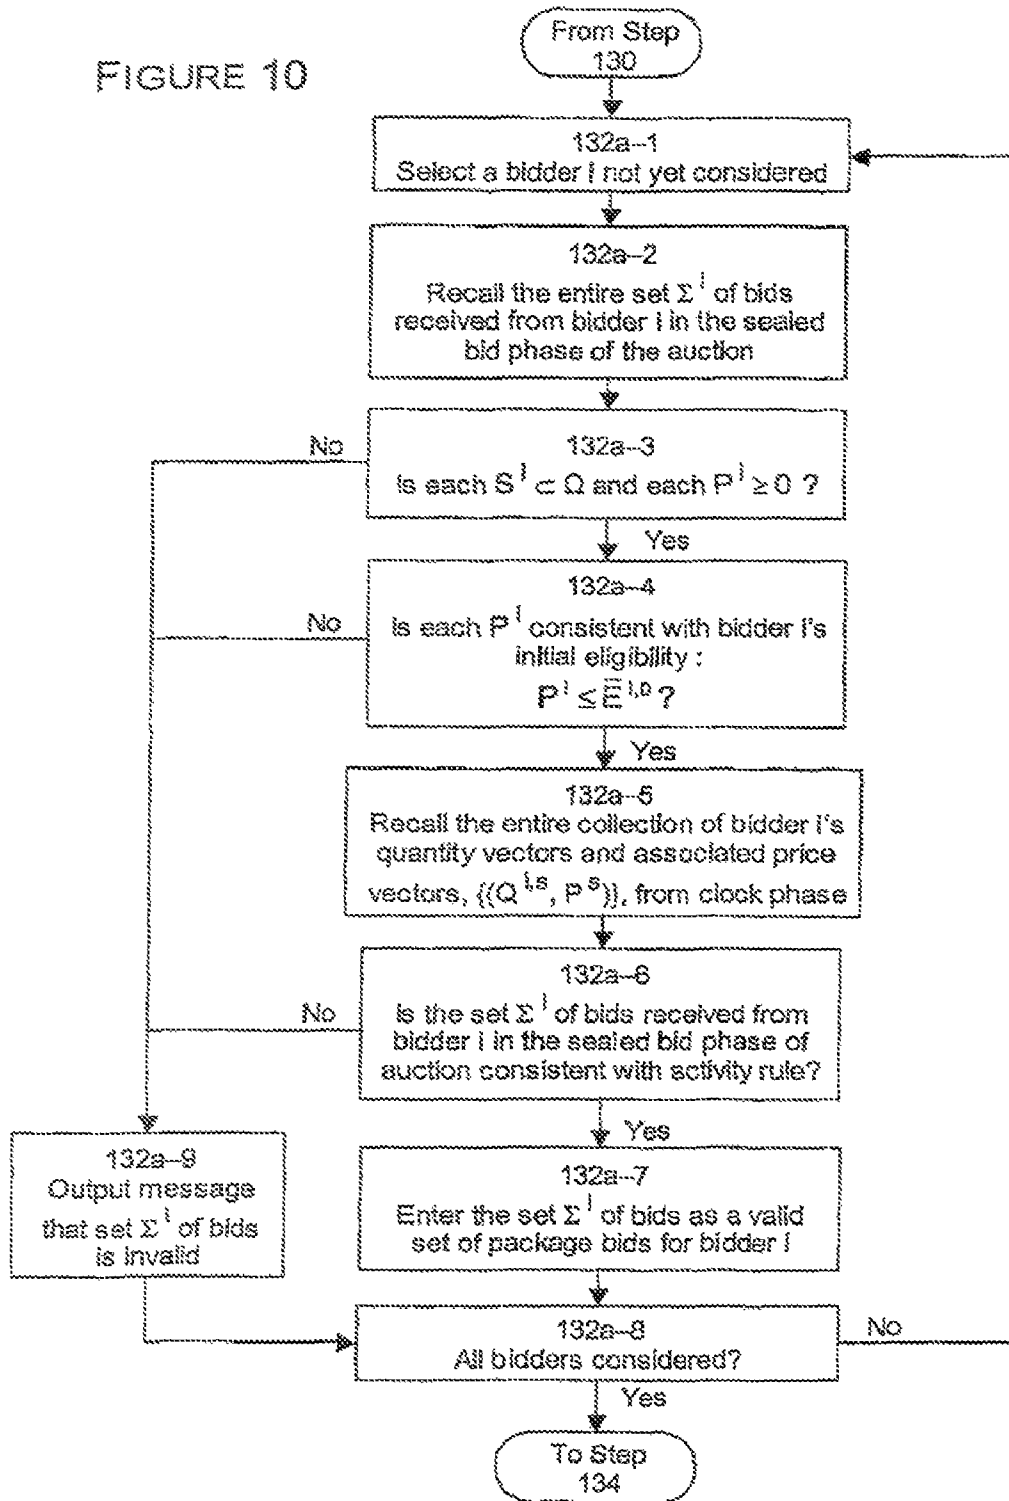 FIGURE 10
From Step
130
132a-1
Select a bidder i not yet considered
132a-2
Recall the entire set Σ^i of bids
received from bidder i in the sealed
bid phase of the auction
No
132a-3
Is each S^i ⊂ Ω and each P^i ≥ 0 ?
Yes
132a-4
No
Is each P^i consistent with bidder i's
initial eligibility :
P^i ≤ Ē^i,0 ?
Yes
132a-5
Recall the entire collection of bidder i's
quantity vectors and associated price
vectors, {(Q^i,s, P^s)}, from clock phase
132a-6
No
Is the set Σ^i of bids received from
bidder i in the sealed bid phase of
auction consistent with activity rule?
Yes
132a-9
Output message
that set Σ^i of bids
is invalid
132a-7
Enter the set Σ^i of bids as a valid
set of package bids for bidder i
132a-8
All bidders considered?
No
Yes
To Step
134